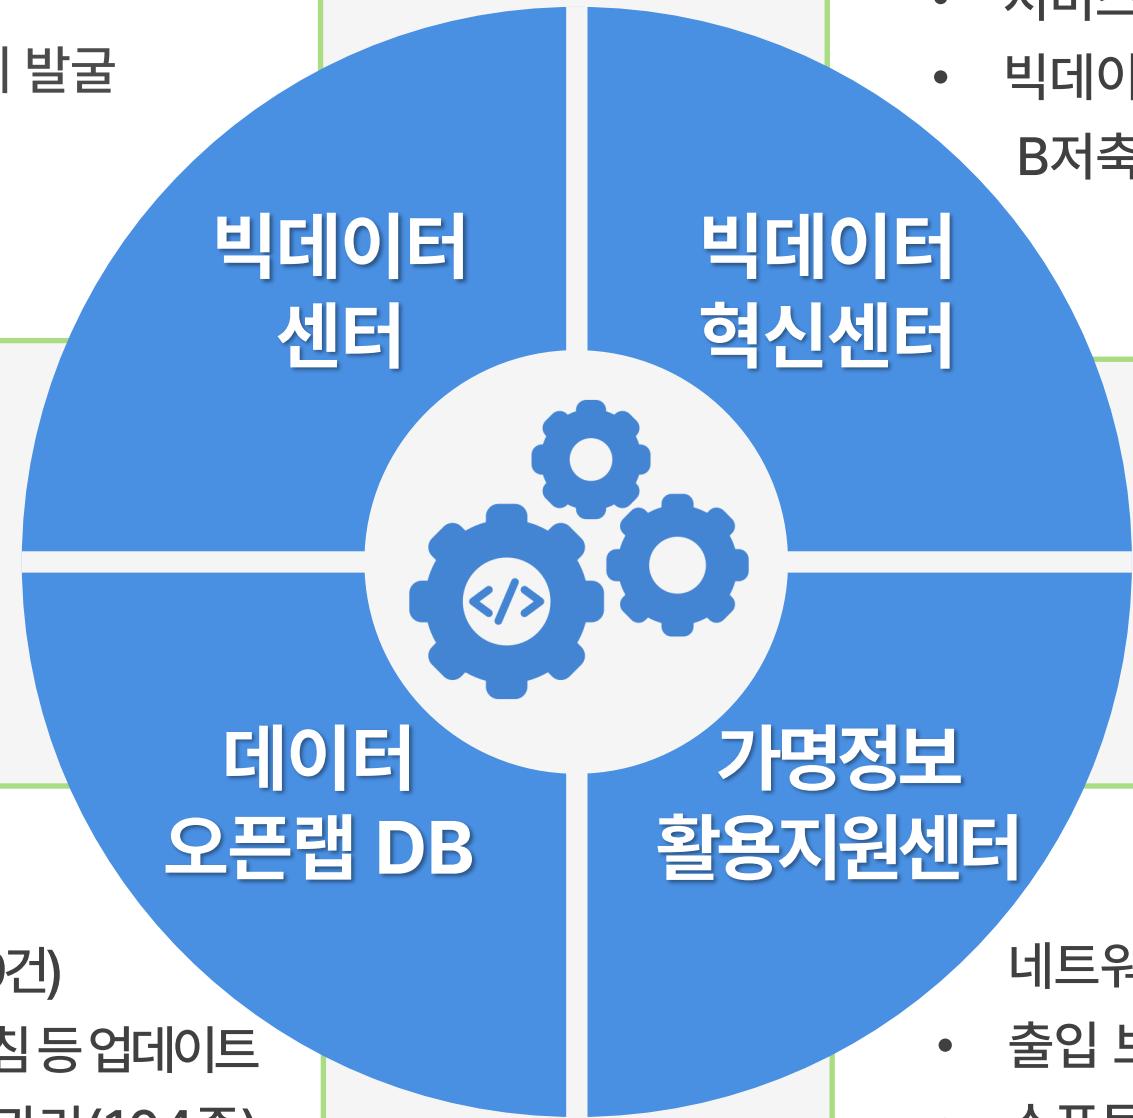 발굴
빅데이
B저축
빅데이터
센터
빅데이터
혁신센터
</>
데이터
오픈랩 DB
가명정보
활용지원센터
건)
침 등 업데이트
네트워
• 출입